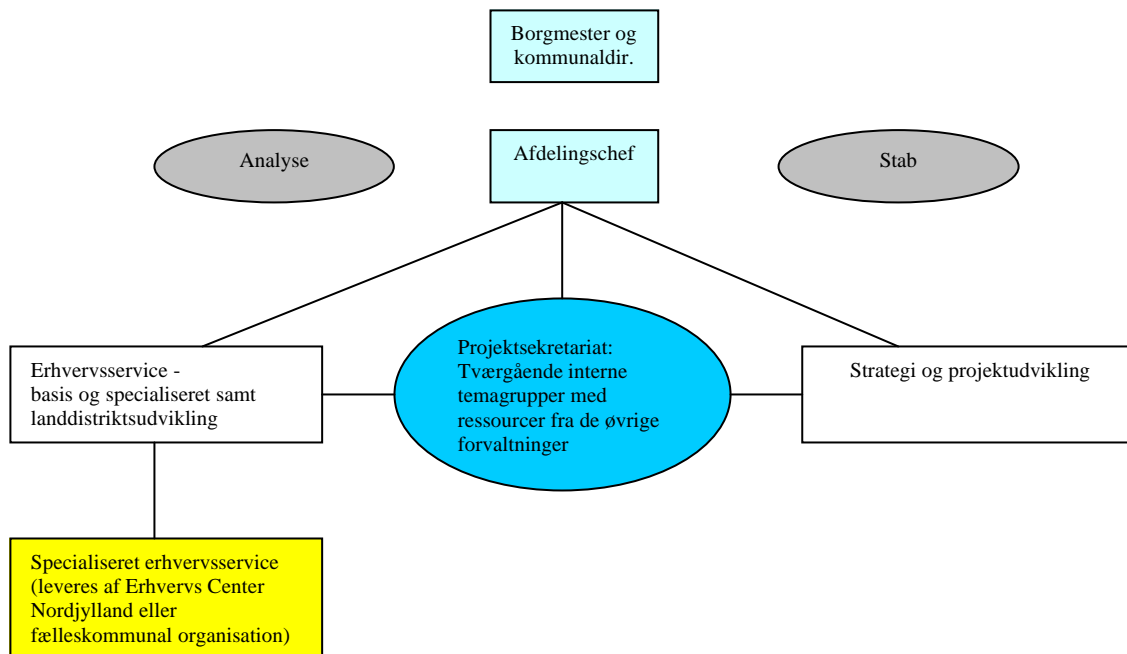 Borgmester og
kommunaldir.
Analyse
Afdelingschef
Stab
Erhvervsservice -
basis og specialiseret samt
landdistriktsudvikling
Projektsekretariat:
Tværgående interne
temagrupper med
ressourcer fra de øvrige
forvaltninger
Strategi og projektudvikling
Specialiseret erhvervsservice
(leveres af Erhvervs Center
Nordjylland eller
fælleskommunal organisation)